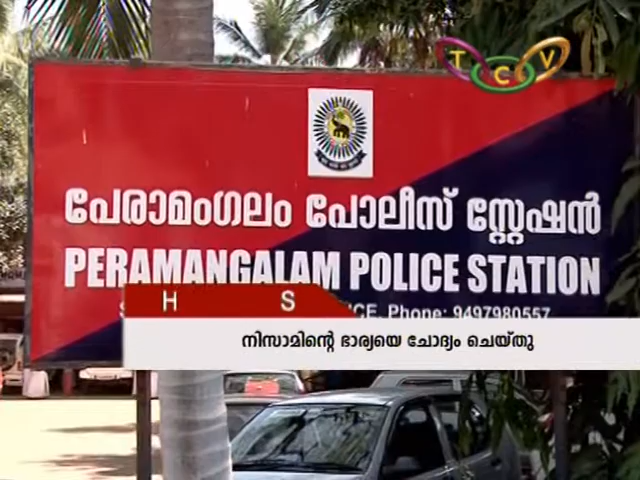 TCV
പേരാമംഗലം പോലീസ് സ്റ്റേഷൻ
PERAMANGALAM POLICE STATION
Phone: 9497980557
H S
നിസാമിന്റെ ഭാര്യയെ ചോദ്യം ചെയ്തു